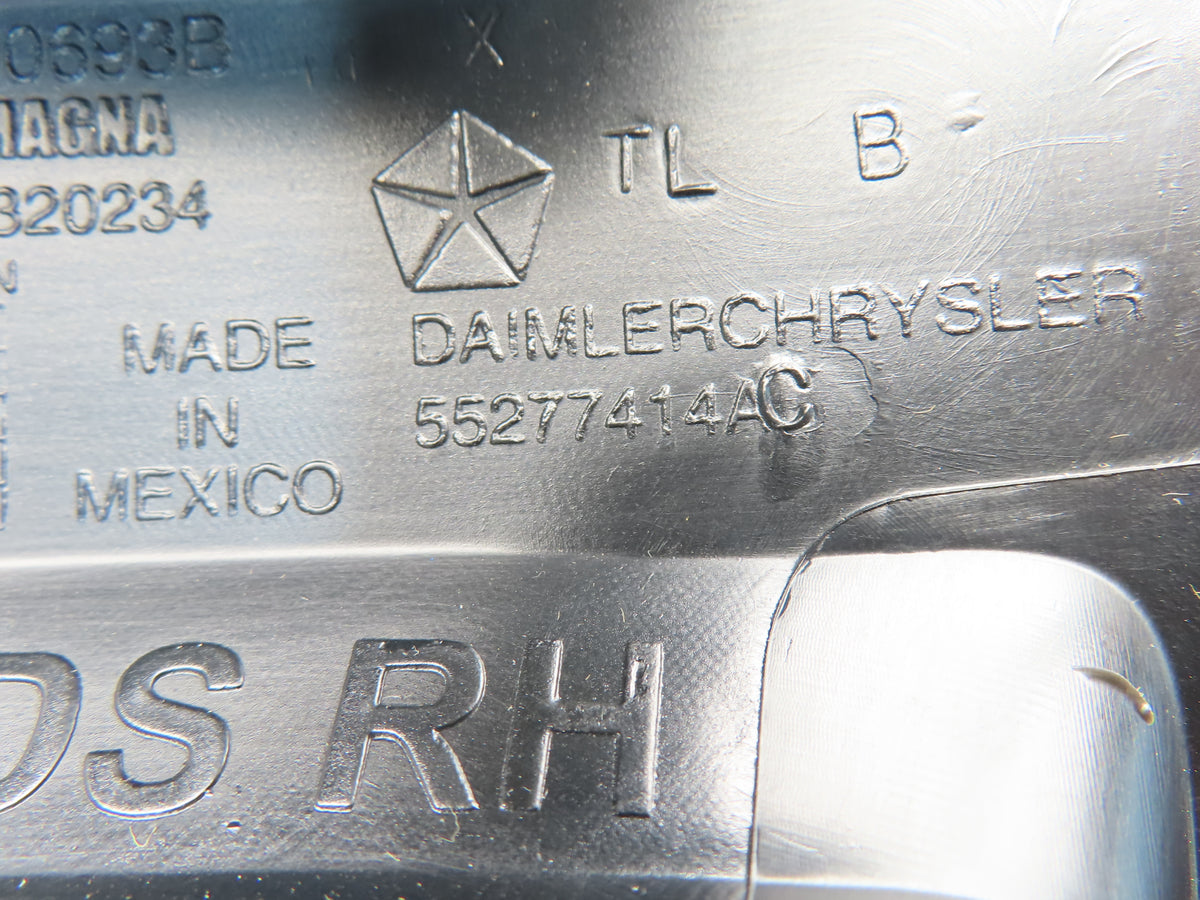 0693B
X
MAGNA
TL B
320234
DAIMLERCHRYSLER
MADE
55277414AC
IN
MEXICO
DS RH